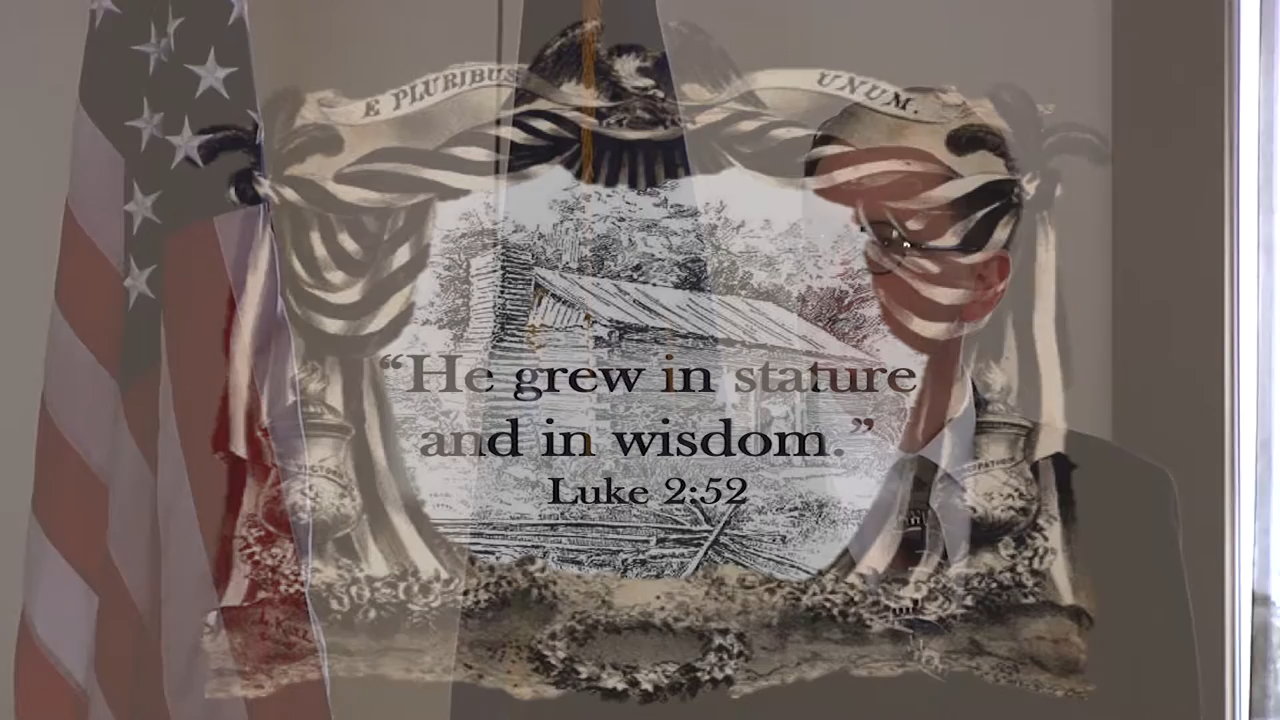 E PLURIBUS UNUM.
“He grew in stature
and in wisdom.”
Luke 2:52